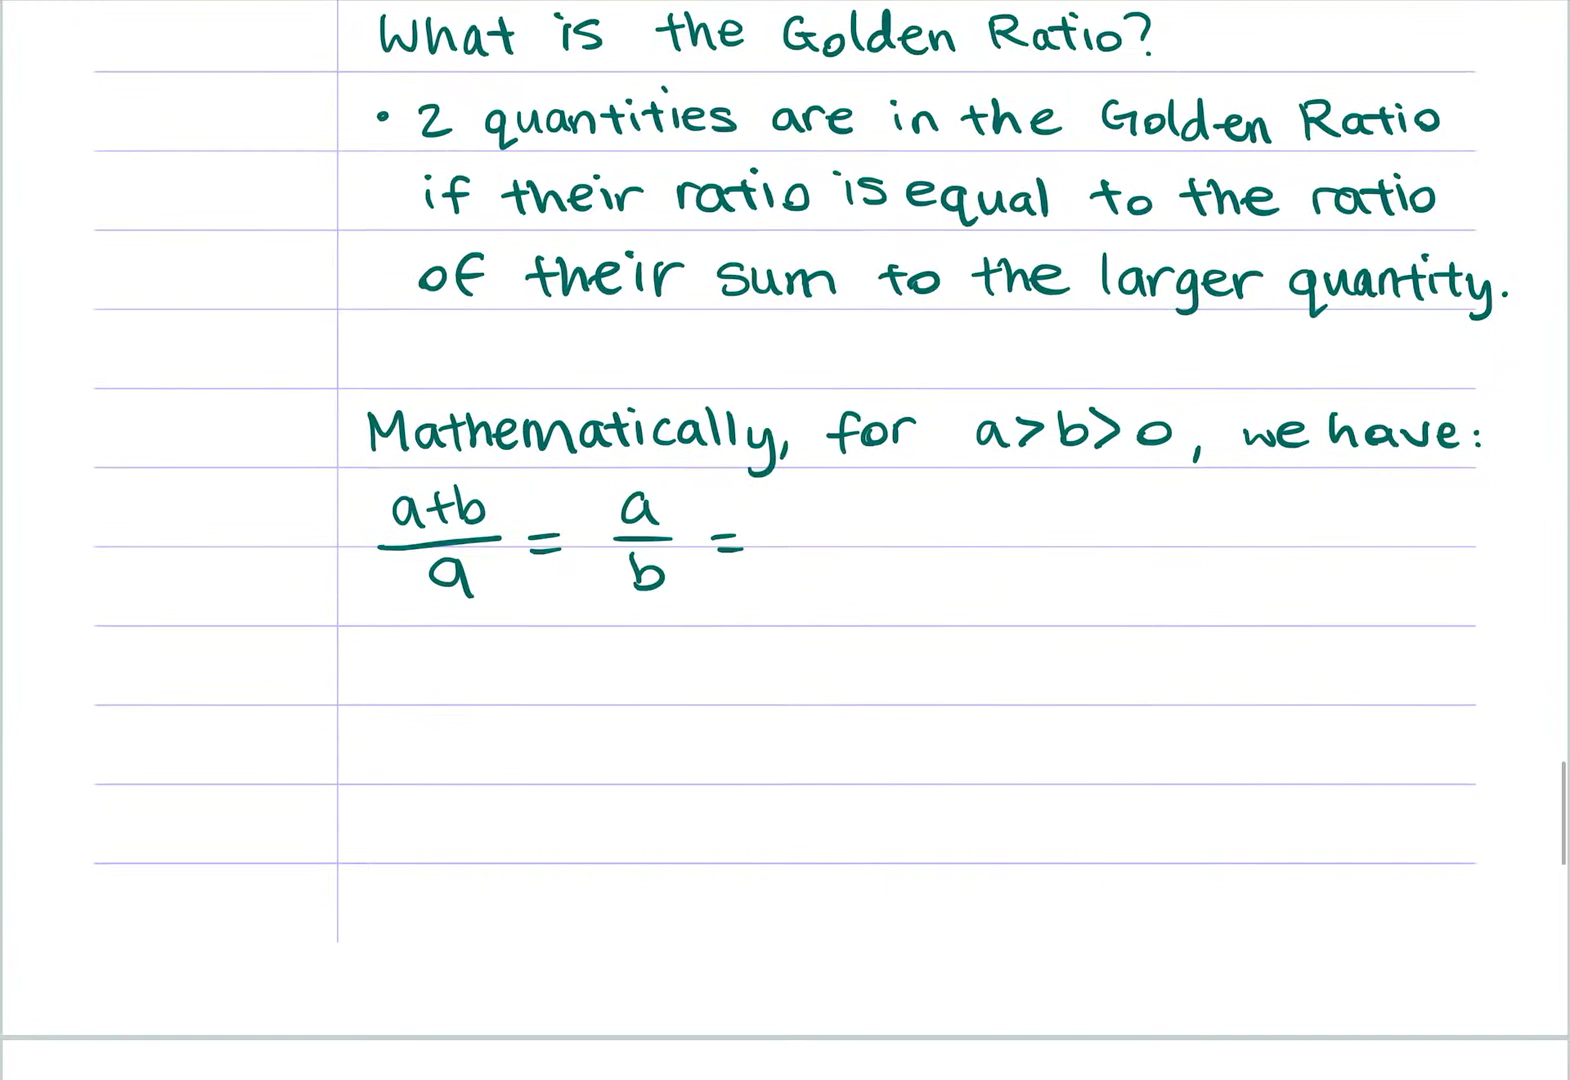 What is the Golden Ratio?
• 2 quantities are in the Golden Ratio
if their ratio is equal to the ratio
of their sum to the larger quantity.
Mathematically, for a>b>0, we have:
a+b/a = a/b =